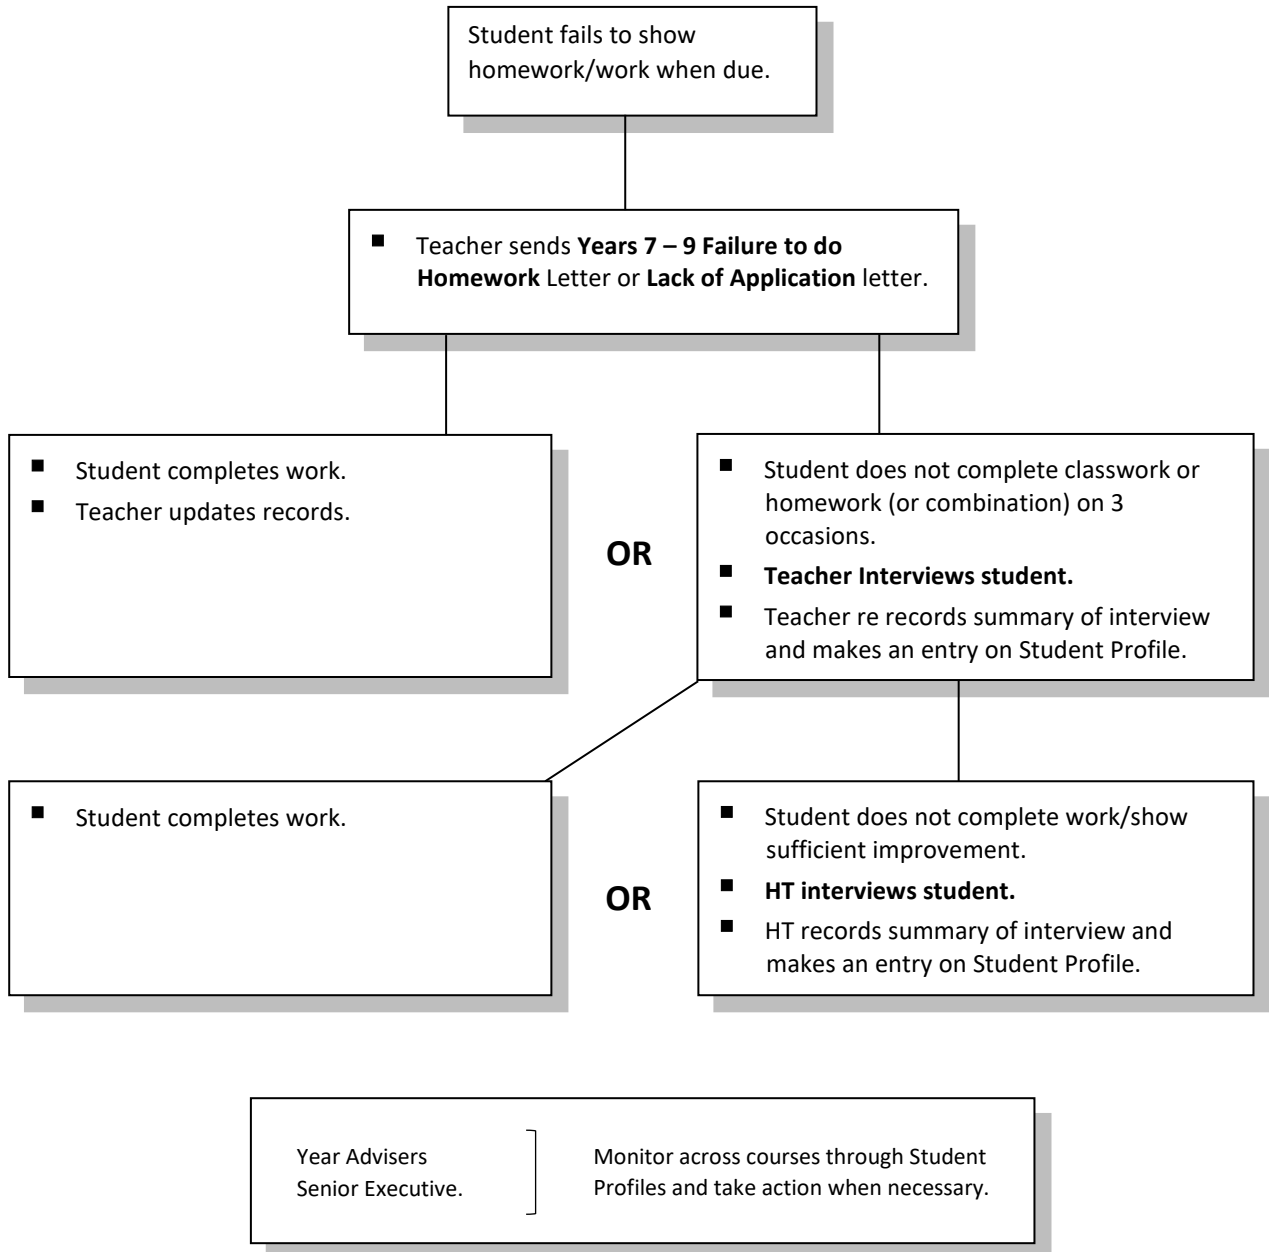 Student fails to show
homework/work when due.
Teacher sends Years 7 – 9 Failure to do
Homework Letter or Lack of Application letter.
Student completes work.
Teacher updates records.
OR
Student does not complete classwork or
homework (or combination) on 3
occasions.
Teacher Interviews student.
Teacher re records summary of interview
and makes an entry on Student Profile.
Student completes work.
OR
Student does not complete work/show
sufficient improvement.
HT interviews student.
HT records summary of interview and
makes an entry on Student Profile.
Year Advisers
Senior Executive.
Monitor across courses through Student
Profiles and take action when necessary.